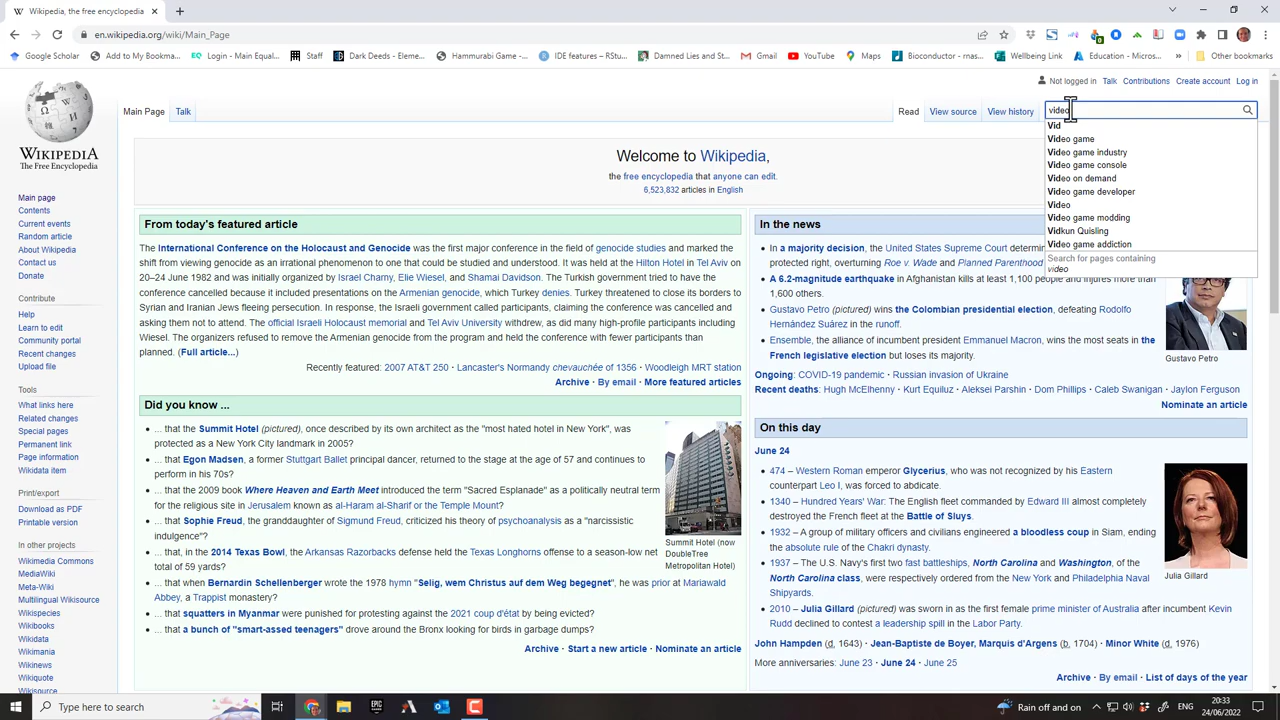 Wikipedia, the free encyclopedia
en.wikipedia.org/wiki/Main_Page
Google Scholar
Add to My Bookma...
EQ Login - Main Equal...
Staff
Dark Deeds - Eleme...
Hammurabi Game -...
IDE features – RStu...
Damned Lies and St...
Gmail
YouTube
Maps
Bioconductor - rnas...
Wellbeing Link
Education - Micros...
»
Other bookmarks
Not logged in Talk Contributions Create account Log in
WIKIPEDIA
The Free Encyclopedia
Main Page Talk
Read View source View history
video
Vid
Video game
Video game industry
Video game console
Video on demand
Video game developer
Video
Video game modding
Vidkun Quisling
Video game addiction
Search for pages containing
video
Main page
Contents
Current events
Random article
About Wikipedia
Contact us
Donate
Contribute
Help
Learn to edit
Community portal
Recent changes
Upload file
Tools
What links here
Related changes
Special pages
Permanent link
Page information
Wikidata item
Print/export
Download as PDF
Printable version
In other projects
Wikimedia Commons
MediaWiki
Meta-Wiki
Multilingual Wikisource
Wikispecies
Wikibooks
Wikidata
Wikimania
Wikinews
Wikiquote
Wikisource
Welcome to Wikipedia,
the free encyclopedia that anyone can edit.
6,523,832 articles in English
From today's featured article
The International Conference on the Holocaust and Genocide was the first major conference in the field of genocide studies and marked the
shift from viewing genocide as an irrational phenomenon to one that could be studied and understood. It was held at the Hilton Hotel in Tel Aviv on
20–24 June 1982 and was initially organized by Israel Charny, Elie Wiesel, and Shamai Davidson. The Turkish government tried to have the
conference cancelled because it included presentations on the Armenian genocide, which Turkey denies. Turkey threatened to close its borders to
Syrian and Iranian Jews fleeing persecution. In response, the Israeli government called participants, claiming the conference was cancelled and
asking them not to attend. The official Israeli Holocaust memorial and Tel Aviv University withdrew, as did many high-profile participants including
Wiesel. The organizers refused to remove the Armenian genocide from the program and held the conference with fewer participants than
planned. (Full article...)
Recently featured: 2007 AT&T 250 · Lancaster's Normandy chevauchée of 1356 · Woodleigh MRT station
Archive · By email · More featured articles
Did you know ...
... that the Summit Hotel (pictured), once described by its own architect as the "most hated hotel in New York", was
protected as a New York City landmark in 2005?
... that Egon Madsen, a former Stuttgart Ballet principal dancer, returned to the stage at the age of 57 and continues to
perform in his 70s?
... that the 2009 book Where Heaven and Earth Meet introduced the term "Sacred Esplanade" as a politically neutral term
for the religious site in Jerusalem known as al-Haram al-Sharif or the Temple Mount?
... that Sophie Freud, the granddaughter of Sigmund Freud, criticized his theory of psychoanalysis as a "narcissistic
indulgence"?
... that, in the 2014 Texas Bowl, the Arkansas Razorbacks defense held the Texas Longhorns offense to a season-low net
total of 59 yards?
... that when Bernardin Schellenberger wrote the 1978 hymn "Selig, wem Christus auf dem Weg begegnet", he was prior at Mariawald
Abbey, a Trappist monastery?
... that squatters in Myanmar were punished for protesting against the 2021 coup d'état by being evicted?
... that a bunch of "smart-assed teenagers" drove around the Bronx looking for birds in garbage dumps?
Summit Hotel (now
DoubleTree
Metropolitan Hotel)
Archive · Start a new article · Nominate an article
In the news
In a majority decision, the United States Supreme Court determin
protected right, overturning Roe v. Wade and Planned Parenthood
A 6.2-magnitude earthquake in Afghanistan kills at least 1,100 people and injures more than
1,600 others.
Gustavo Petro (pictured) wins the Colombian presidential election, defeating Rodolfo
Hernández Suárez in the runoff.
Ensemble, the alliance of incumbent president Emmanuel Macron, wins the most seats in the
French legislative election but loses its majority.
Gustavo Petro
Ongoing: COVID-19 pandemic · Russian invasion of Ukraine
Recent deaths: Hugh McElhenny · Kurt Equiluz · Aleksei Parshin · Dom Phillips · Caleb Swanigan · Jaylon Ferguson
Nominate an article
On this day
June 24
474 – Western Roman emperor Glycerius, who was not recognized by his Eastern
counterpart Leo I, was forced to abdicate.
1340 – Hundred Years' War: The English fleet commanded by Edward III almost completely
destroyed the French fleet at the Battle of Sluys.
1932 – A group of military officers and civilians engineered a bloodless coup in Siam, ending
the absolute rule of the Chakri dynasty.
1937 – The U.S. Navy's first two fast battleships, North Carolina and Washington, of the
North Carolina class, were respectively ordered from the New York and Philadelphia Naval
Shipyards.
2010 – Julia Gillard (pictured) was sworn in as the first female prime minister of Australia after incumbent Kevin
Rudd declined to contest a leadership spill in the Labor Party.
Julia Gillard
John Hampden (d. 1643) · Jean-Baptiste de Boyer, Marquis d'Argens (b. 1704) · Minor White (d. 1976)
More anniversaries: June 23 · June 24 · June 25
Archive · By email · List of days of the year
Type here to search
EPIC
Rain off and on
ENG
20:33
24/06/2022